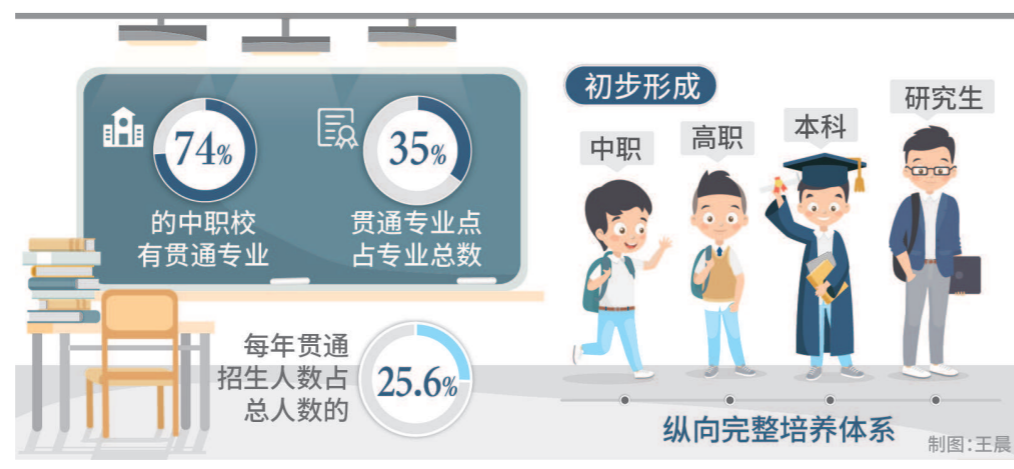 74%
的中职校
有贯通专业
35%
贯通专业点
占专业总数
每年贯通
招生人数占
总人数的
25.6%
初步形成
中职
高职
本科
研究生
纵向完整培养体系
制图:王晨